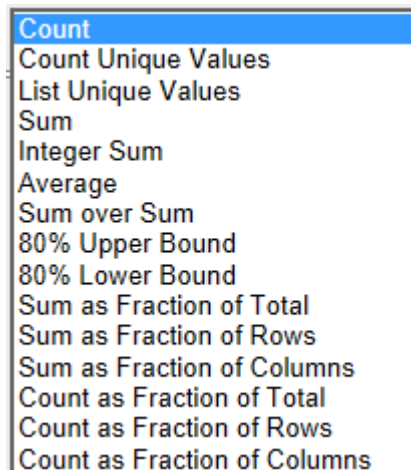 Count
Count Unique Values
List Unique Values
Sum
Integer Sum
Average
Sum over Sum
80% Upper Bound
80% Lower Bound
Sum as Fraction of Total
Sum as Fraction of Rows
Sum as Fraction of Columns
Count as Fraction of Total
Count as Fraction of Rows
Count as Fraction of Columns